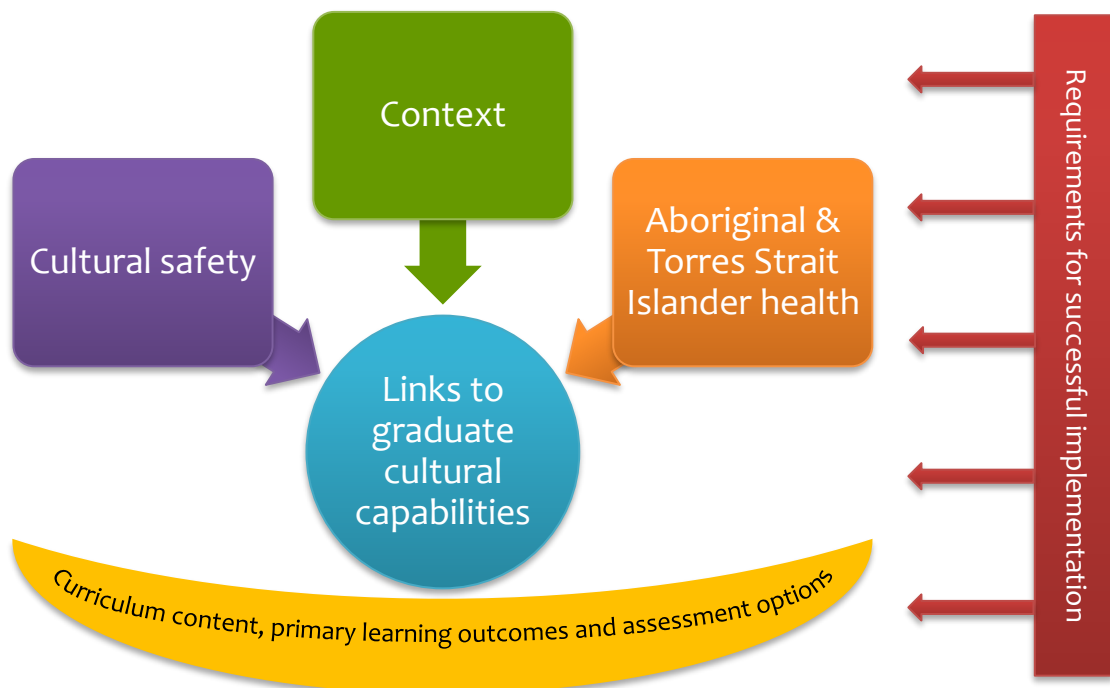 Context
Cultural safety
Aboriginal &
Torres Strait
Islander health
Links to
graduate
cultural
capabilities
Curriculum content, primary learning outcomes and assessment options
Requirements for successful implementation